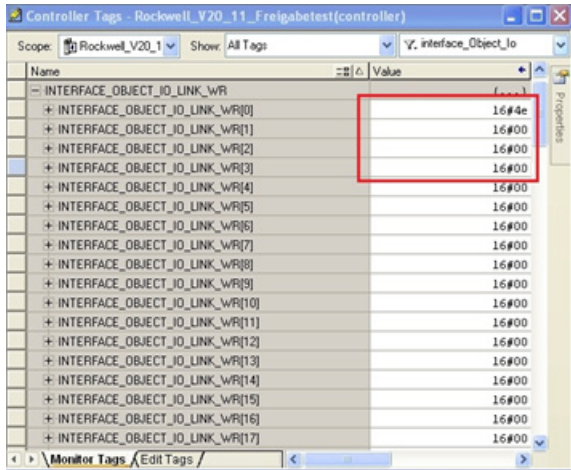 Controller Tags - Rockwell_V20_11_Freigabetest(controller)
Scope: Rockwell_V20_1 Show: All Tags interface_Object_Io
Name Value
INTERFACE_OBJECT_IO_LINK_WR {...}
INTERFACE_OBJECT_IO_LINK_WR[0] 16#4e
INTERFACE_OBJECT_IO_LINK_WR[1] 16#00
INTERFACE_OBJECT_IO_LINK_WR[2] 16#00
INTERFACE_OBJECT_IO_LINK_WR[3] 16#00
INTERFACE_OBJECT_IO_LINK_WR[4] 16#00
INTERFACE_OBJECT_IO_LINK_WR[5] 16#00
INTERFACE_OBJECT_IO_LINK_WR[6] 16#00
INTERFACE_OBJECT_IO_LINK_WR[7] 16#00
INTERFACE_OBJECT_IO_LINK_WR[8] 16#00
INTERFACE_OBJECT_IO_LINK_WR[9] 16#00
INTERFACE_OBJECT_IO_LINK_WR[10] 16#00
INTERFACE_OBJECT_IO_LINK_WR[11] 16#00
INTERFACE_OBJECT_IO_LINK_WR[12] 16#00
INTERFACE_OBJECT_IO_LINK_WR[13] 16#00
INTERFACE_OBJECT_IO_LINK_WR[14] 16#00
INTERFACE_OBJECT_IO_LINK_WR[15] 16#00
INTERFACE_OBJECT_IO_LINK_WR[16] 16#00
INTERFACE_OBJECT_IO_LINK_WR[17] 16#00
Monitor Tags Edit Tags
Properties